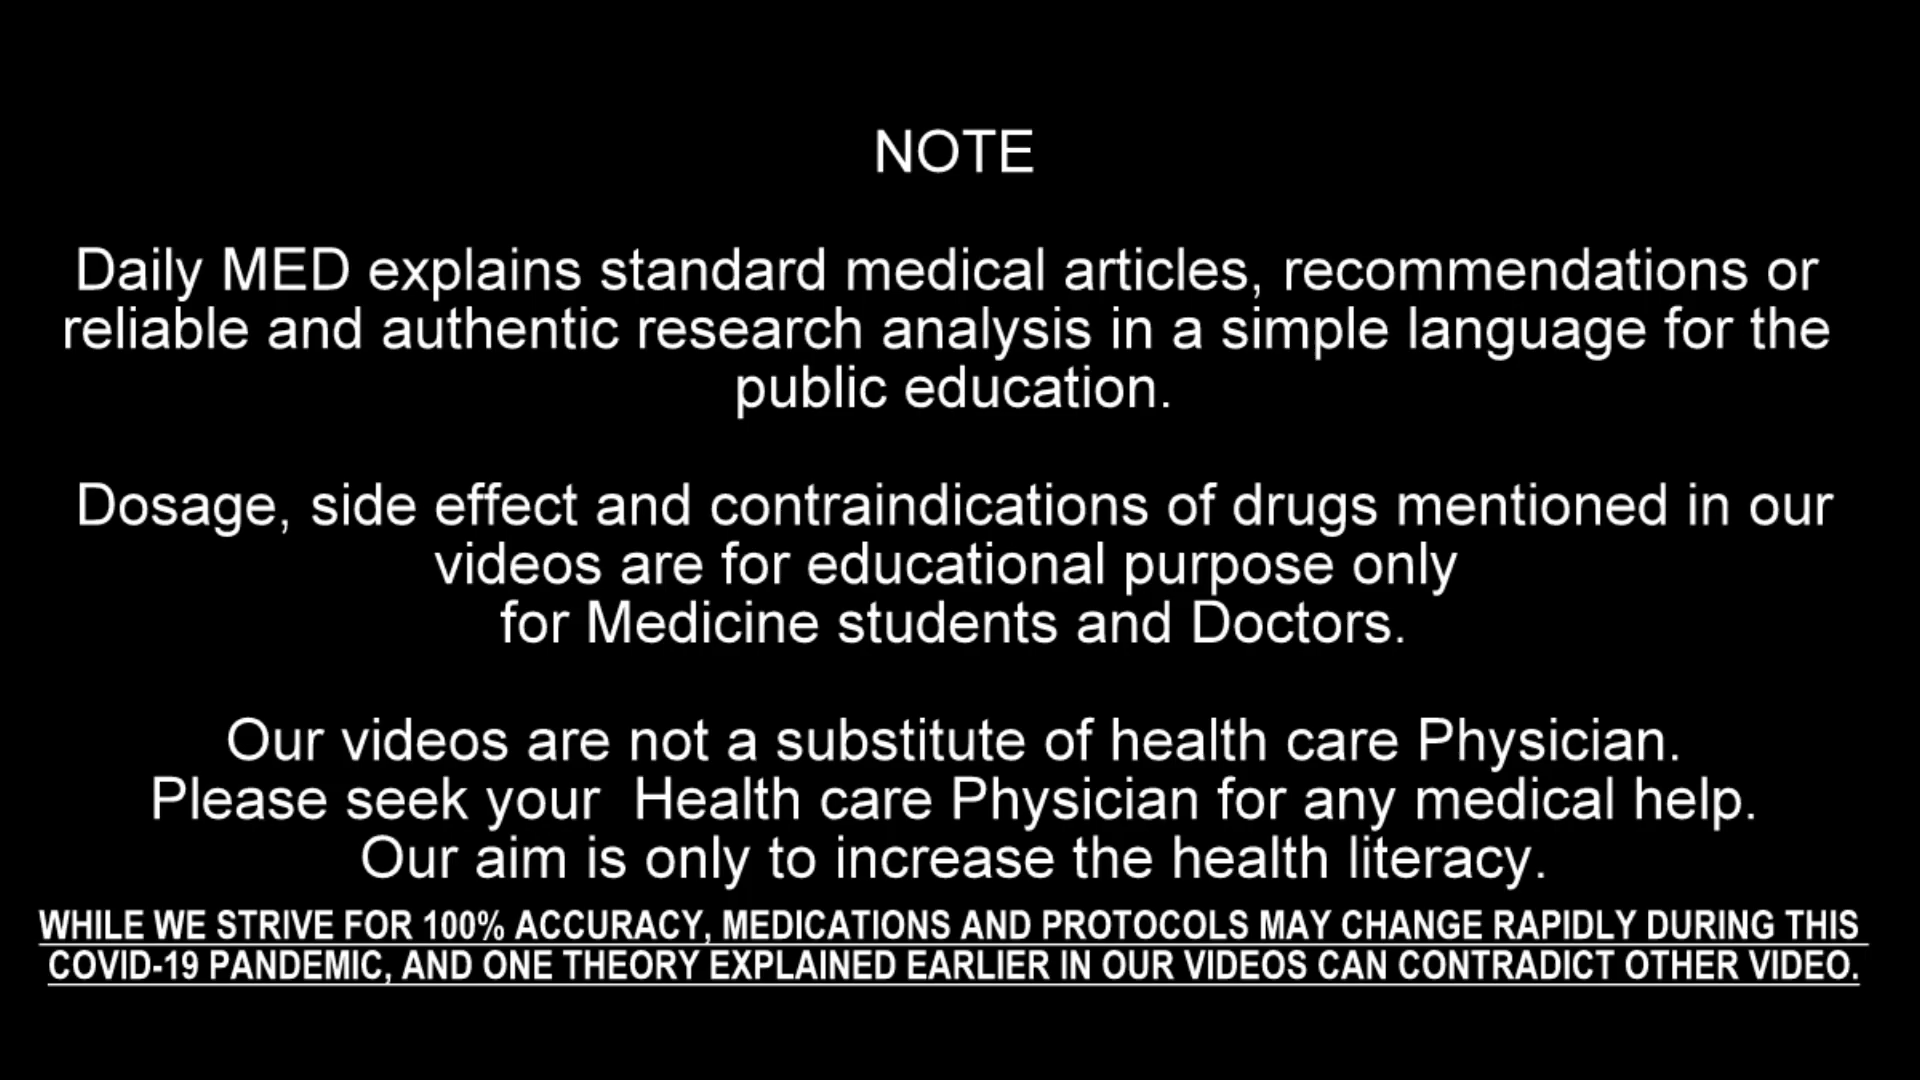 NOTE
Daily MED explains standard medical articles, recommendations or
reliable and authentic research analysis in a simple language for the
public education.
Dosage, side effect and contraindications of drugs mentioned in our
videos are for educational purpose only
for Medicine students and Doctors.
Our videos are not a substitute of health care Physician.
Please seek your  Health care Physician for any medical help.
Our aim is only to increase the health literacy.
WHILE WE STRIVE FOR 100% ACCURACY, MEDICATIONS AND PROTOCOLS MAY CHANGE RAPIDLY DURING THIS
COVID-19 PANDEMIC, AND ONE THEORY EXPLAINED EARLIER IN OUR VIDEOS CAN CONTRADICT OTHER VIDEO.